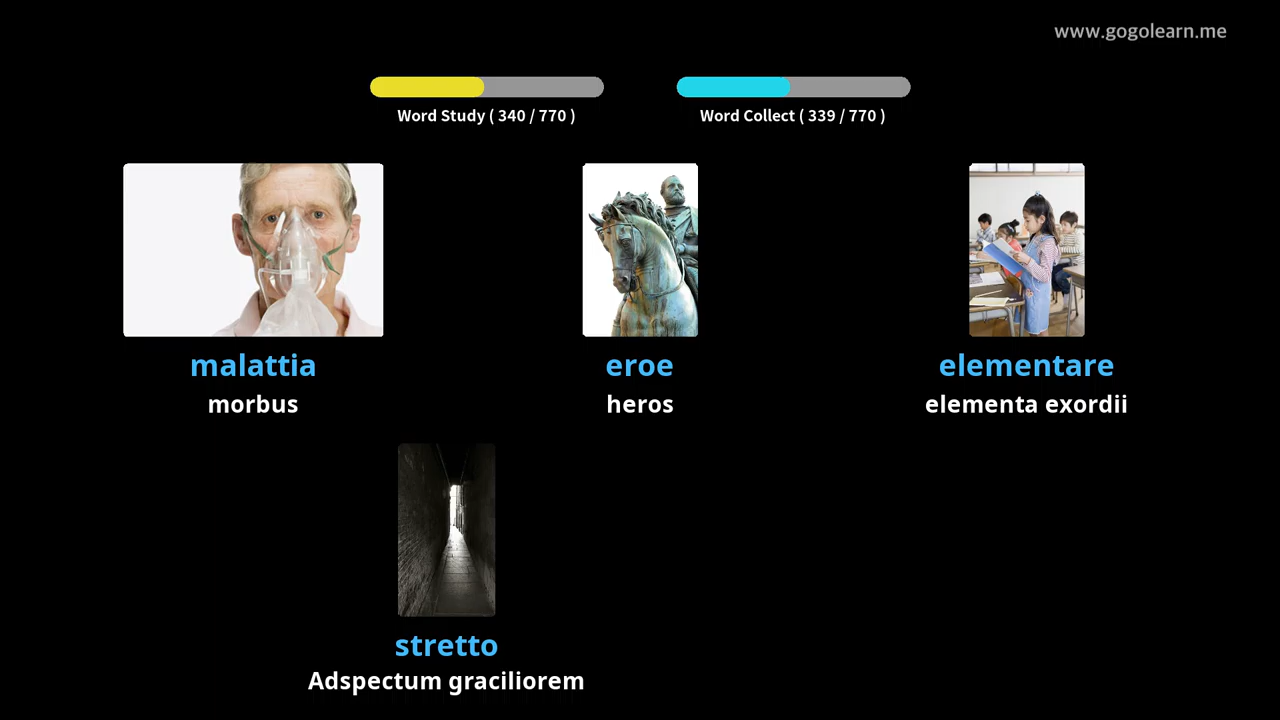 www.gogolearn.me
Word Study ( 340 / 770 )
Word Collect ( 339 / 770 )
malattia
morbus
eroe
heros
elementare
elementa exordii
stretto
Adspectum graciliorem